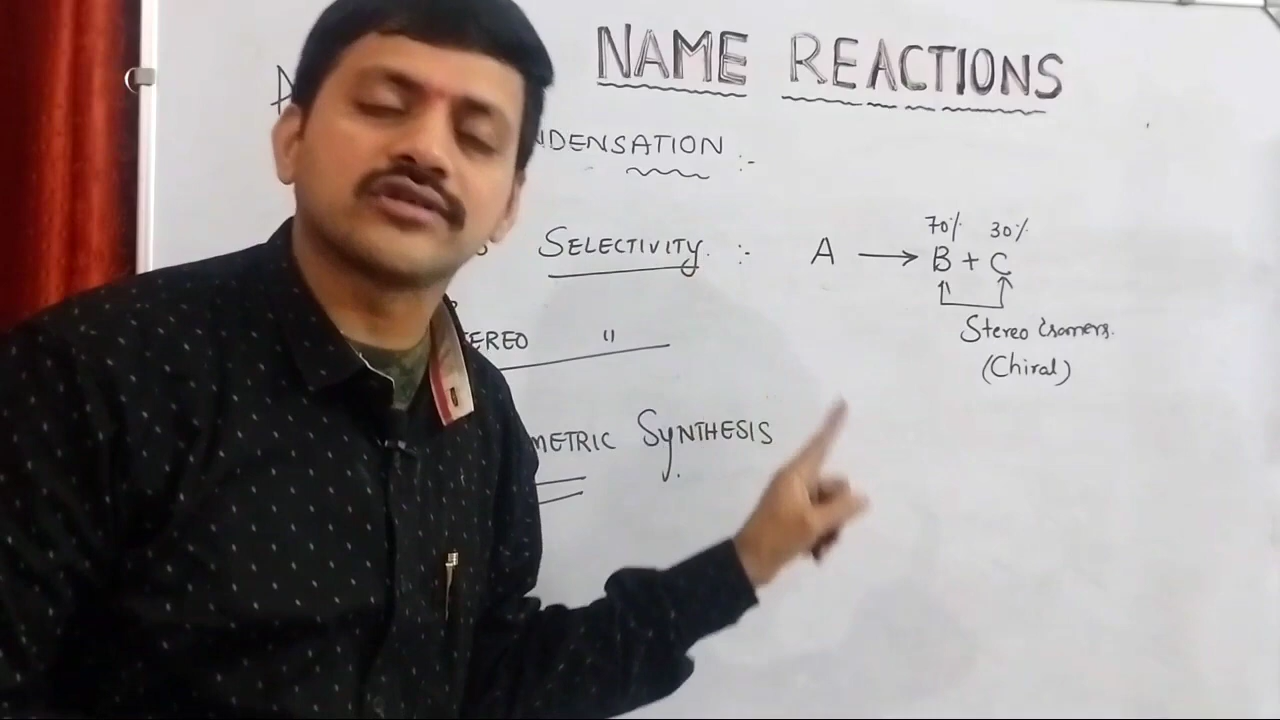 NAME REACTIONS
NDENSATION :-
SELECTIVITY :- A → B + C
70% 30%
EREO "
Stereo isomers.
(Chiral)
METRIC SYNTHESIS